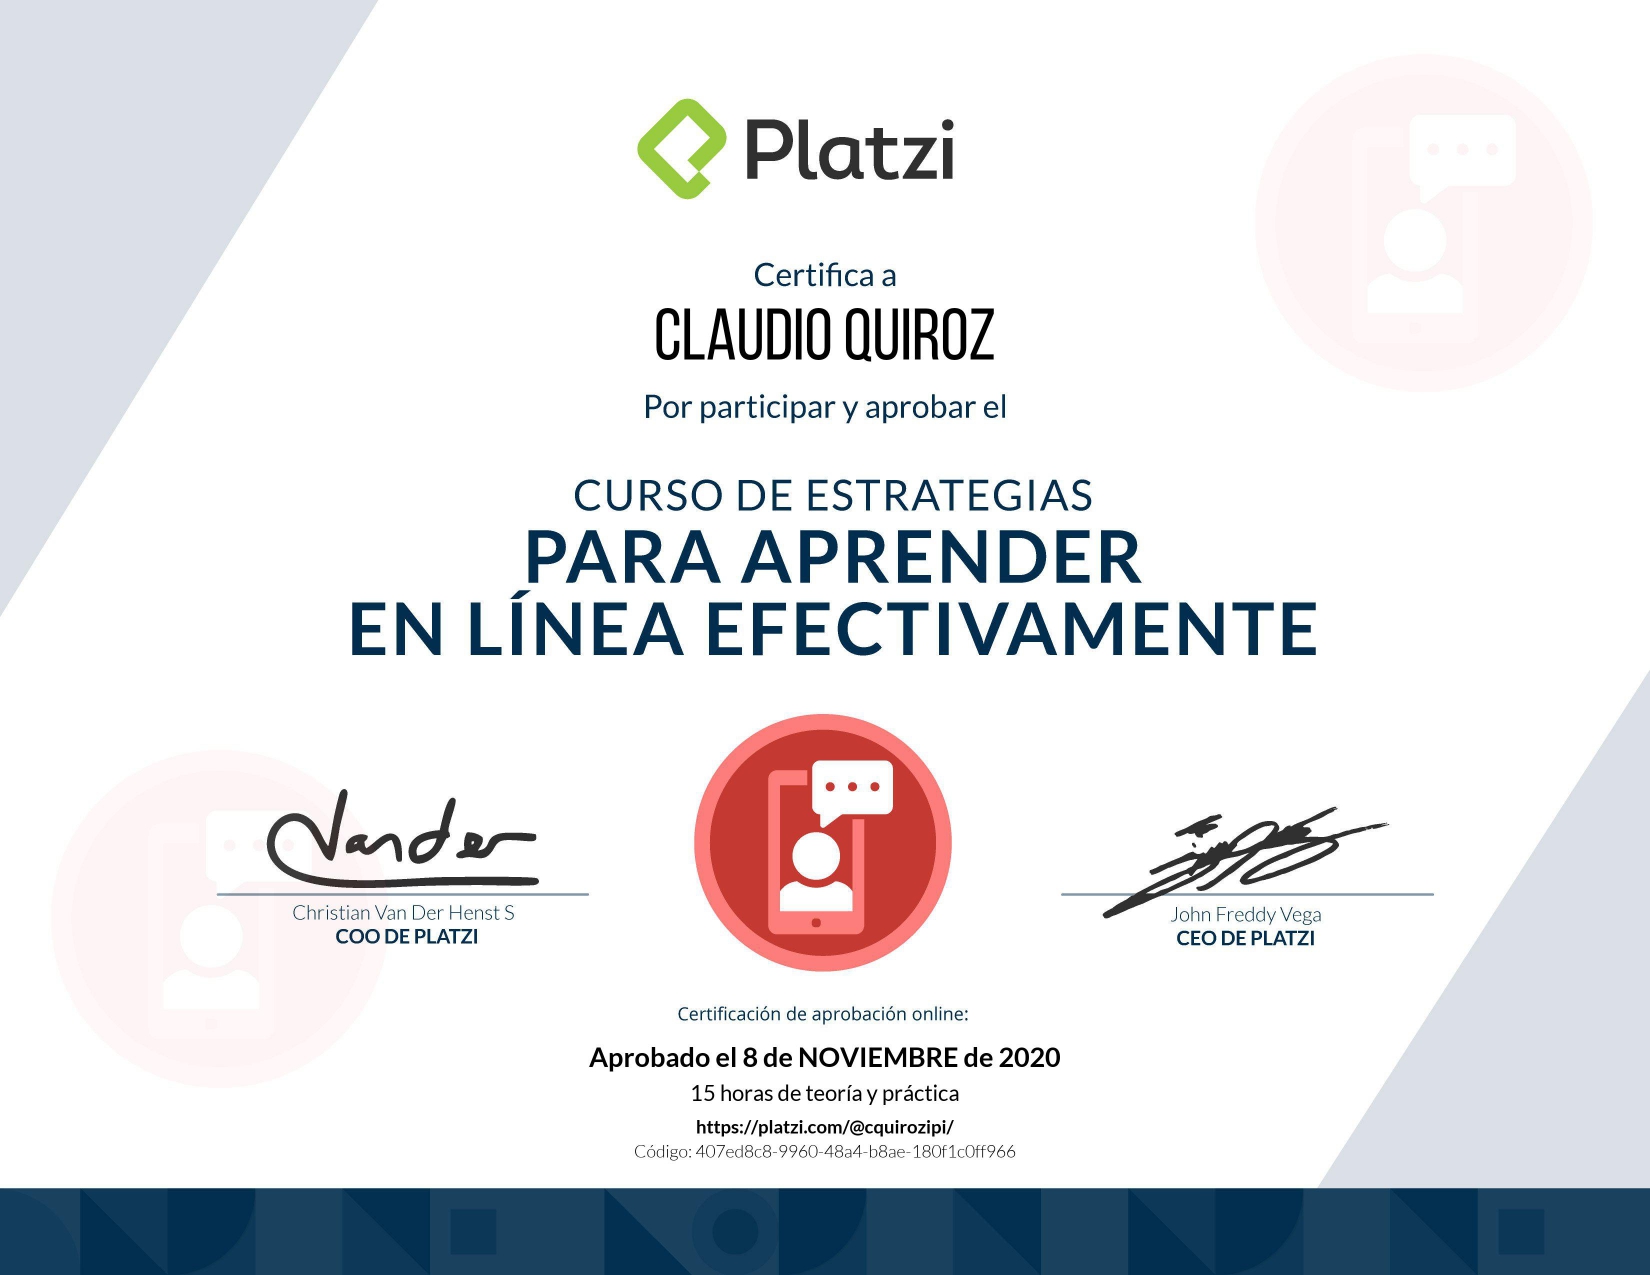 Platzi
Certifica a
CLAUDIO QUIROZ
Por participar y aprobar el
CURSO DE ESTRATEGIAS
PARA APRENDER
EN LÍNEA EFECTIVAMENTE
Vander
Christian Van Der Henst S
COO DE PLATZI
John Freddy Vega
CEO DE PLATZI
Certificación de aprobación online:
Aprobado el 8 de NOVIEMBRE de 2020
15 horas de teoría y práctica
https://platzi.com/@cquirozipi/
Código: 407ed8c8-9960-48a4-b8ae-180f1c0ff966